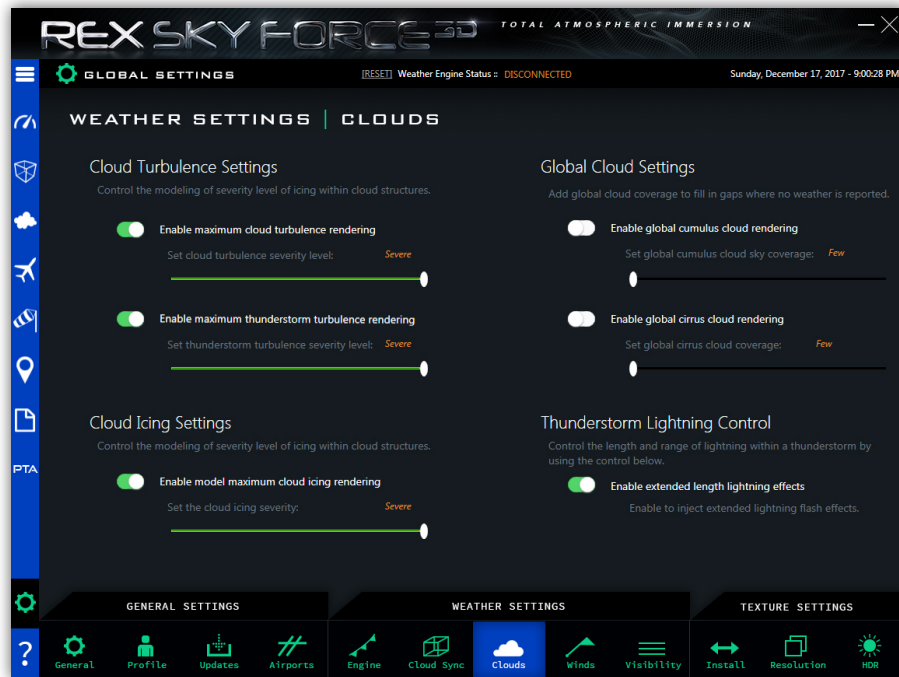 REX SKY FORCE 3D
TOTAL ATMOSPHERIC IMMERSION
GLOBAL SETTINGS
[RESET] Weather Engine Status :: DISCONNECTED
Sunday, December 17, 2017 - 9:00:28 PM
WEATHER SETTINGS | CLOUDS
Cloud Turbulence Settings
Control the modeling of severity level of icing within cloud structures.
Enable maximum cloud turbulence rendering
Set cloud turbulence severity level: Severe
Enable maximum thunderstorm turbulence rendering
Set thunderstorm turbulence severity level: Severe
Cloud Icing Settings
Control the modeling of severity level of icing within cloud structures.
Enable model maximum cloud icing rendering
Set the cloud icing severity: Severe
Global Cloud Settings
Add global cloud coverage to fill in gaps where no weather is reported.
Enable global cumulus cloud rendering
Set global cumulus cloud sky coverage: Few
Enable global cirrus cloud rendering
Set global cirrus cloud coverage: Few
Thunderstorm Lightning Control
Control the length and range of lightning within a thunderstorm by
using the control below.
Enable extended length lightning effects
Enable to inject extended lightning flash effects.
PTA
?
GENERAL SETTINGS
WEATHER SETTINGS
TEXTURE SETTINGS
General
Profile
Updates
Airports
Engine
Cloud Sync
Clouds
Winds
Visibility
Install
Resolution
HDR